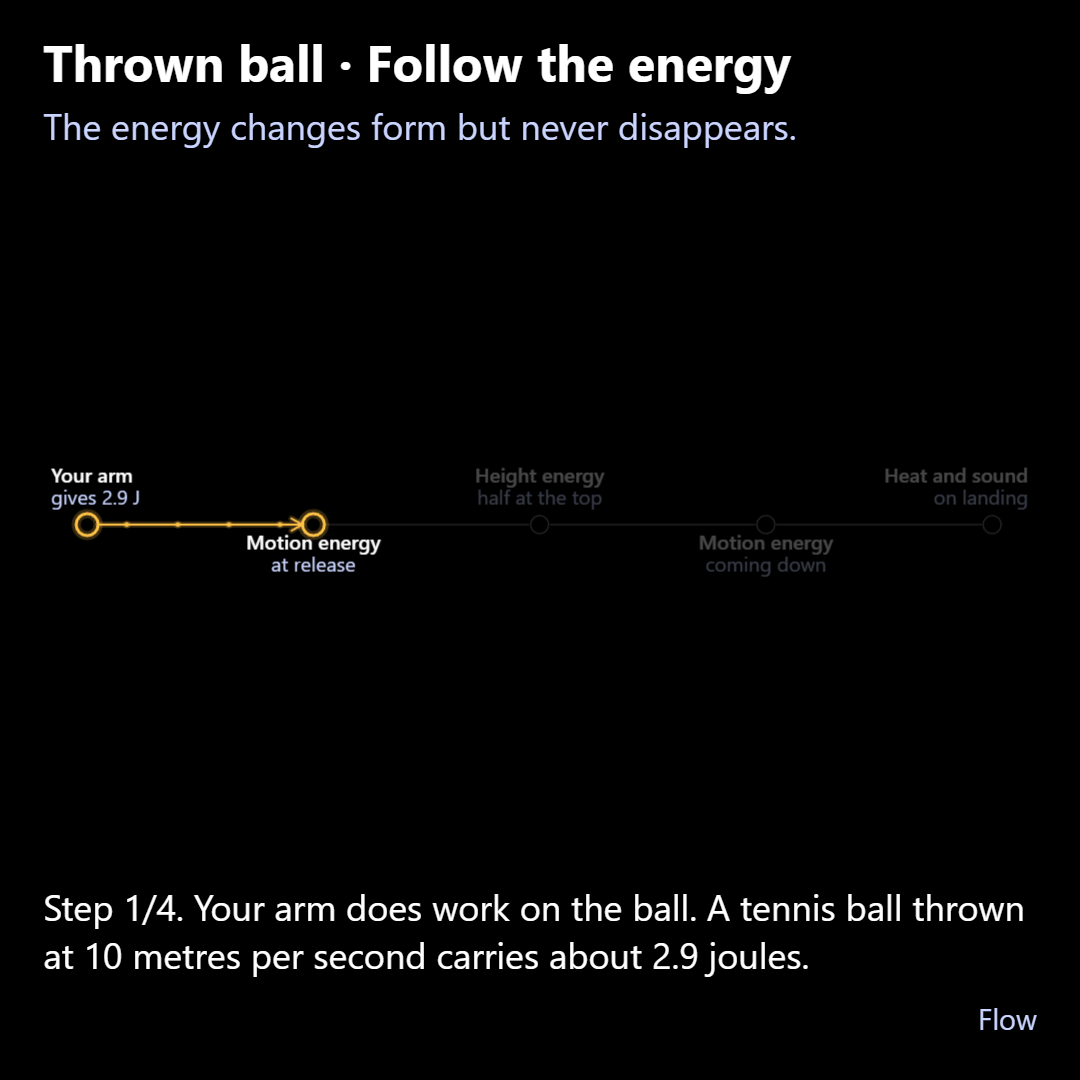 Thrown ball · Follow the energy
The energy changes form but never disappears.
Your arm
gives 2.9 J
Motion energy
at release
Height energy
half at the top
Motion energy
coming down
Heat and sound
on landing
Step 1/4. Your arm does work on the ball. A tennis ball thrown
at 10 metres per second carries about 2.9 joules.
Flow